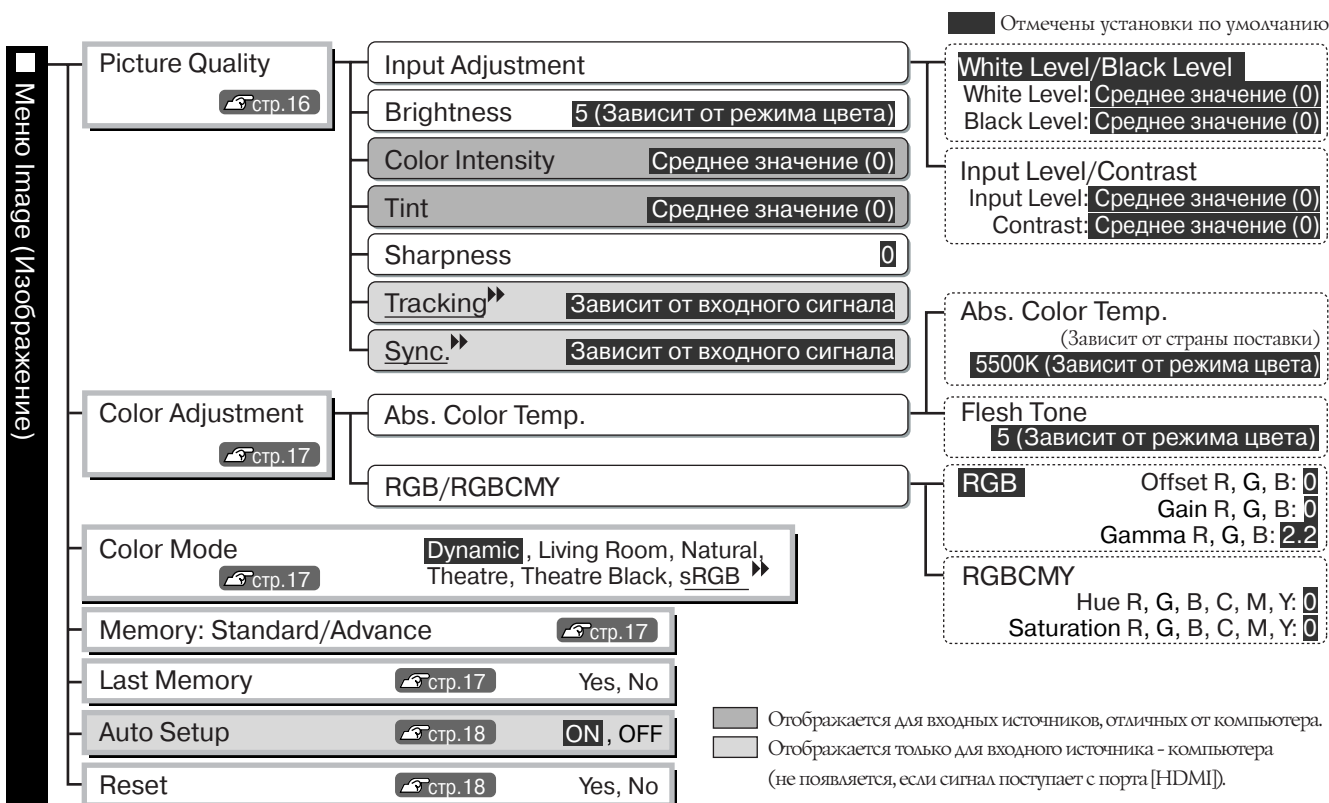 Отмечены установки по умолчанию
Меню Image (Изображение)
Picture Quality
стр.16
Input Adjustment
Brightness 5 (Зависит от режима цвета)
Color Intensity Среднее значение (0)
Tint Среднее значение (0)
Sharpness 0
Tracking Зависит от входного сигнала
Sync. Зависит от входного сигнала
White Level/Black Level
White Level: Среднее значение (0)
Black Level: Среднее значение (0)
Input Level/Contrast
Input Level: Среднее значение (0)
Contrast: Среднее значение (0)
Color Adjustment
стр.17
Abs. Color Temp.
RGB/RGBCMY
Abs. Color Temp.
(Зависит от страны поставки)
5500K (Зависит от режима цвета)
Flesh Tone
5 (Зависит от режима цвета)
RGB Offset R, G, B: 0
Gain R, G, B: 0
Gamma R, G, B: 2.2
RGBCMY
Hue R, G, B, C, M, Y: 0
Saturation R, G, B, C, M, Y: 0
Color Mode
стр.17
Dynamic , Living Room, Natural,
Theatre, Theatre Black, sRGB
Memory: Standard/Advance стр.17
Last Memory стр.17 Yes, No
Auto Setup стр.18 ON , OFF
Reset стр.18 Yes, No
Отображается для входных источников, отличных от компьютера.
Отображается только для входного источника - компьютера
(не появляется, если сигнал поступает с порта [HDMI]).